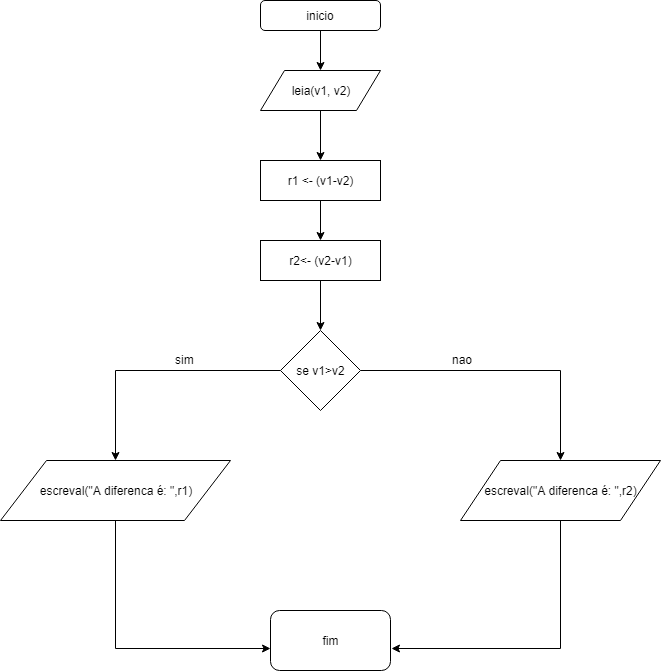 inicio
leia(v1, v2)
r1 <- (v1-v2)
r2<- (v2-v1)
se v1>v2
sim
nao
escreval("A diferenca é: ",r1)
escreval("A diferenca é: ",r2)
fim